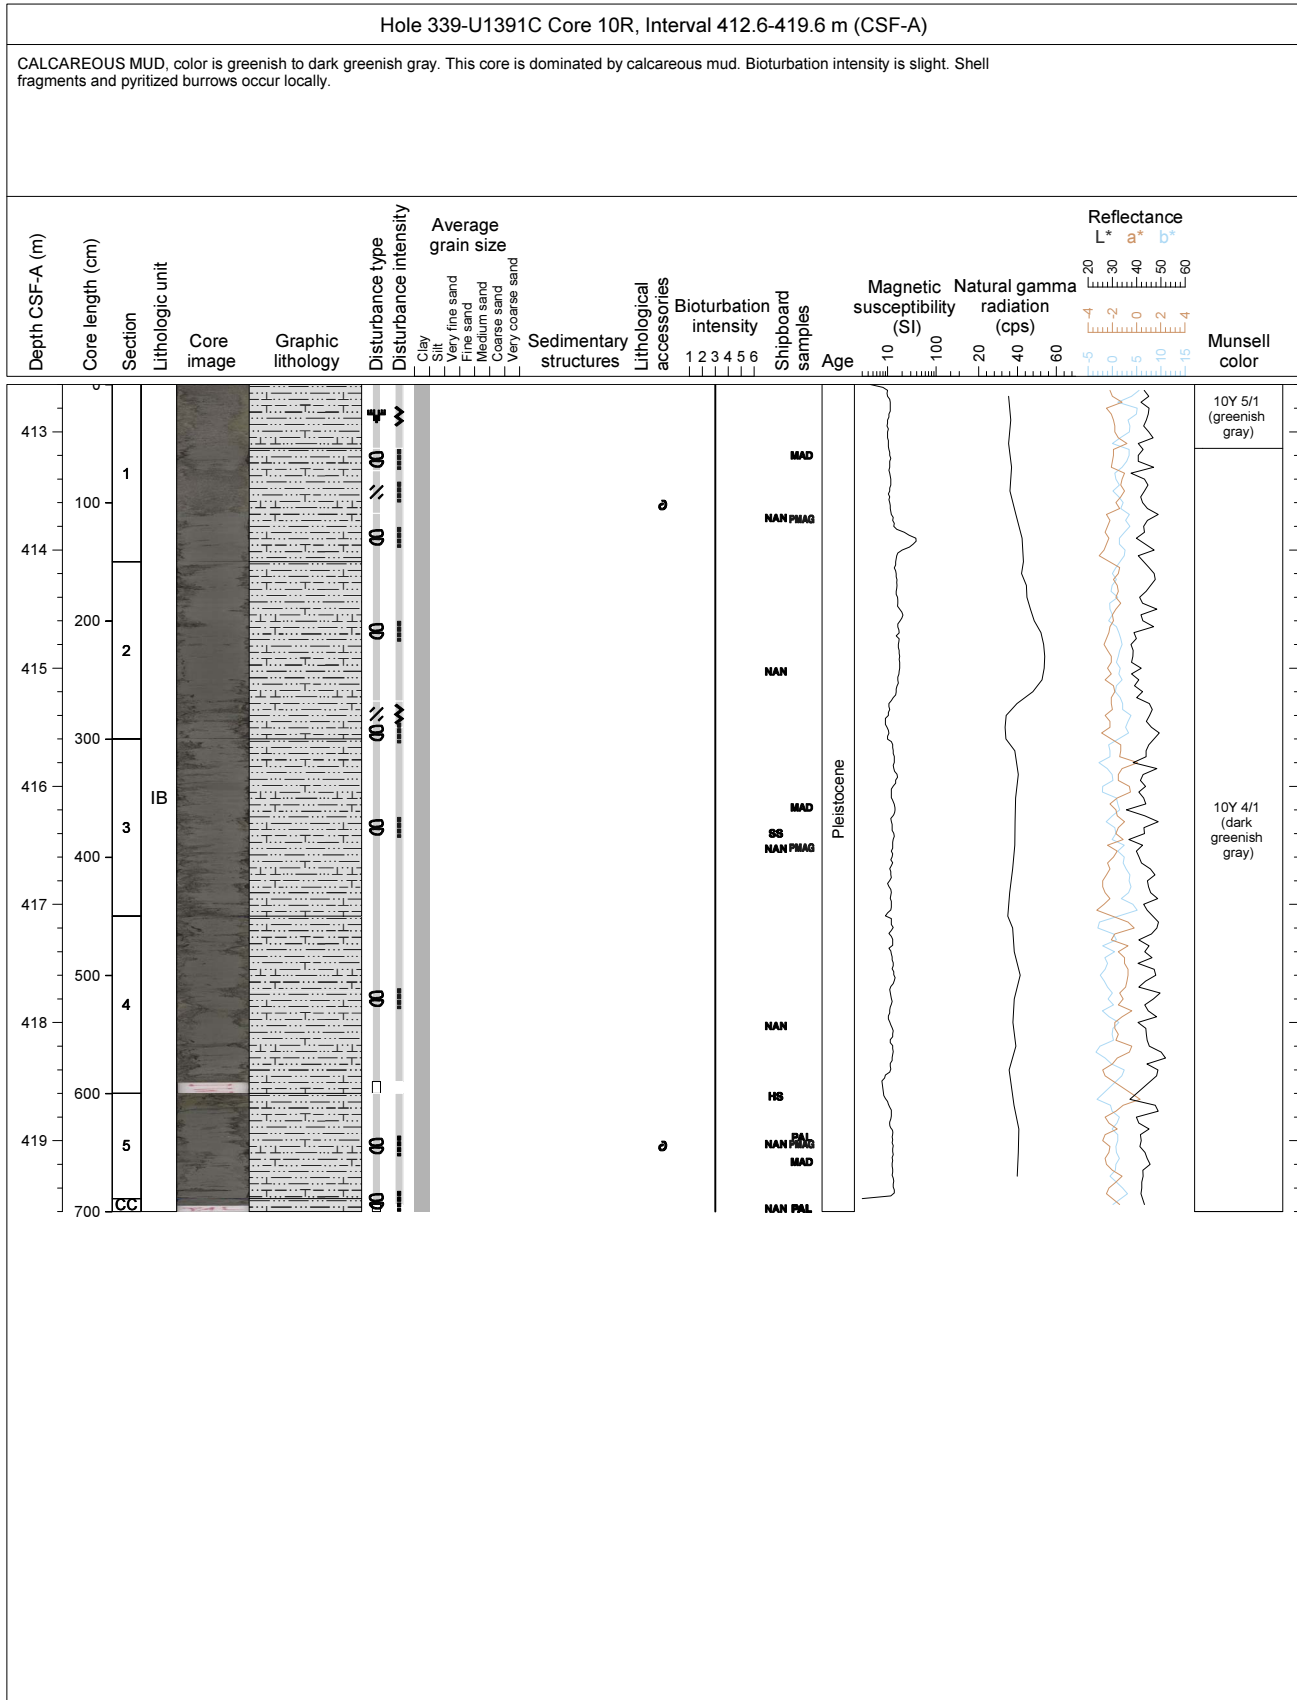 Hole 339-U1391C Core 10R, Interval 412.6-419.6 m (CSF-A)
CALCAREOUS MUD, color is greenish to dark greenish gray. This core is dominated by calcareous mud. Bioturbation intensity is slight. Shell
fragments and pyritized burrows occur locally.
Depth CSF-A (m)
Core length (cm)
Section
Lithologic unit
Core
image
Graphic
lithology
Disturbance type
Disturbance intensity
Average
grain size
Clay
Silt
Very fine sand
Fine sand
Medium sand
Coarse sand
Very coarse sand
Sedimentary
structures
Lithological
accessories
Bioturbation
intensity
1 2 3 4 5 6
Shipboard
samples
Age
Magnetic
susceptibility
(SI)
10 100
Natural gamma
radiation
(cps)
20 40 60
Reflectance
L* a* b*
20 30 40 50 60
-4 -2 0 2 4
-5 0 5 10 15
Munsell
color
413
414
415
416
417
418
419
0
100
200
300
400
500
600
700
1
2
3
4
5
CC
IB
MAD
NAN PMAG
NAN
MAD
SS
NAN PMAG
NAN
HS
PAL
NAN PMAG
MAD
NAN PAL
Pleistocene
10Y 5/1
(greenish
gray)
10Y 4/1
(dark
greenish
gray)